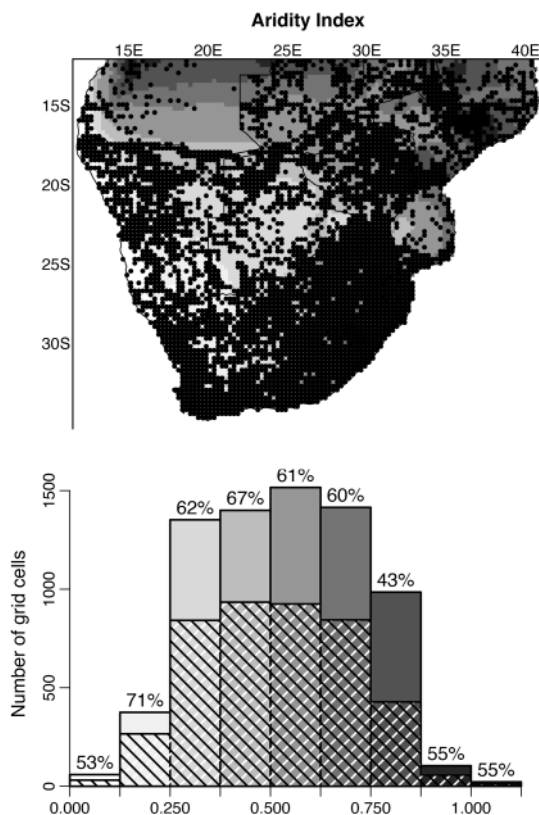 Aridity Index
15E 20E 25E 30E 35E 40E
15S
20S
25S
30S
Number of grid cells
1500
1000
500
0
53%
71%
62%
67%
61%
60%
43%
55%
55%
0.000 0.250 0.500 0.750 1.000